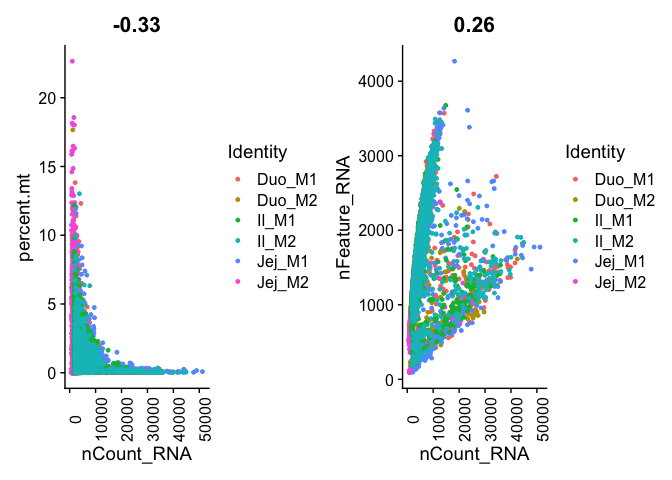 -0.33
percent.mt
20
15
10
5
0
0
10000
20000
30000
40000
50000
nCount_RNA
Identity
Duo_M1
Duo_M2
Il_M1
Il_M2
Jej_M1
Jej_M2
0.26
nFeature_RNA
4000
3000
2000
1000
0
0
10000
20000
30000
40000
50000
nCount_RNA
Identity
Duo_M1
Duo_M2
Il_M1
Il_M2
Jej_M1
Jej_M2